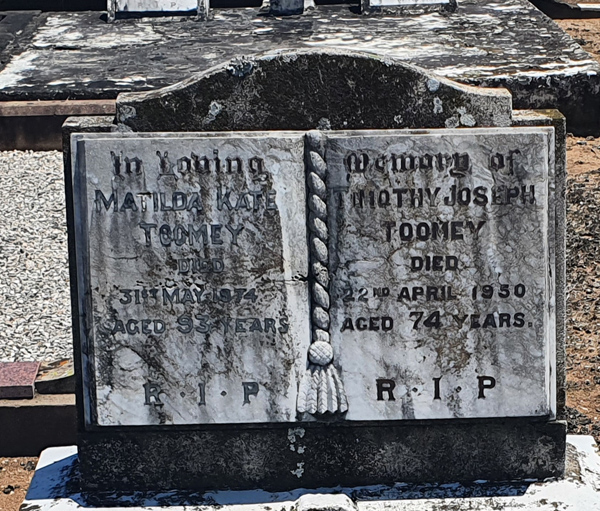 In Loving
MATILDA KATE
TOOMEY
DIED
31ST MAY 1974
AGED 93 YEARS
R · I · P
Memory of
TIMOTHY JOSEPH
TOOMEY
DIED
22ND APRIL 1950
AGED 74 YEARS.
R · I · P